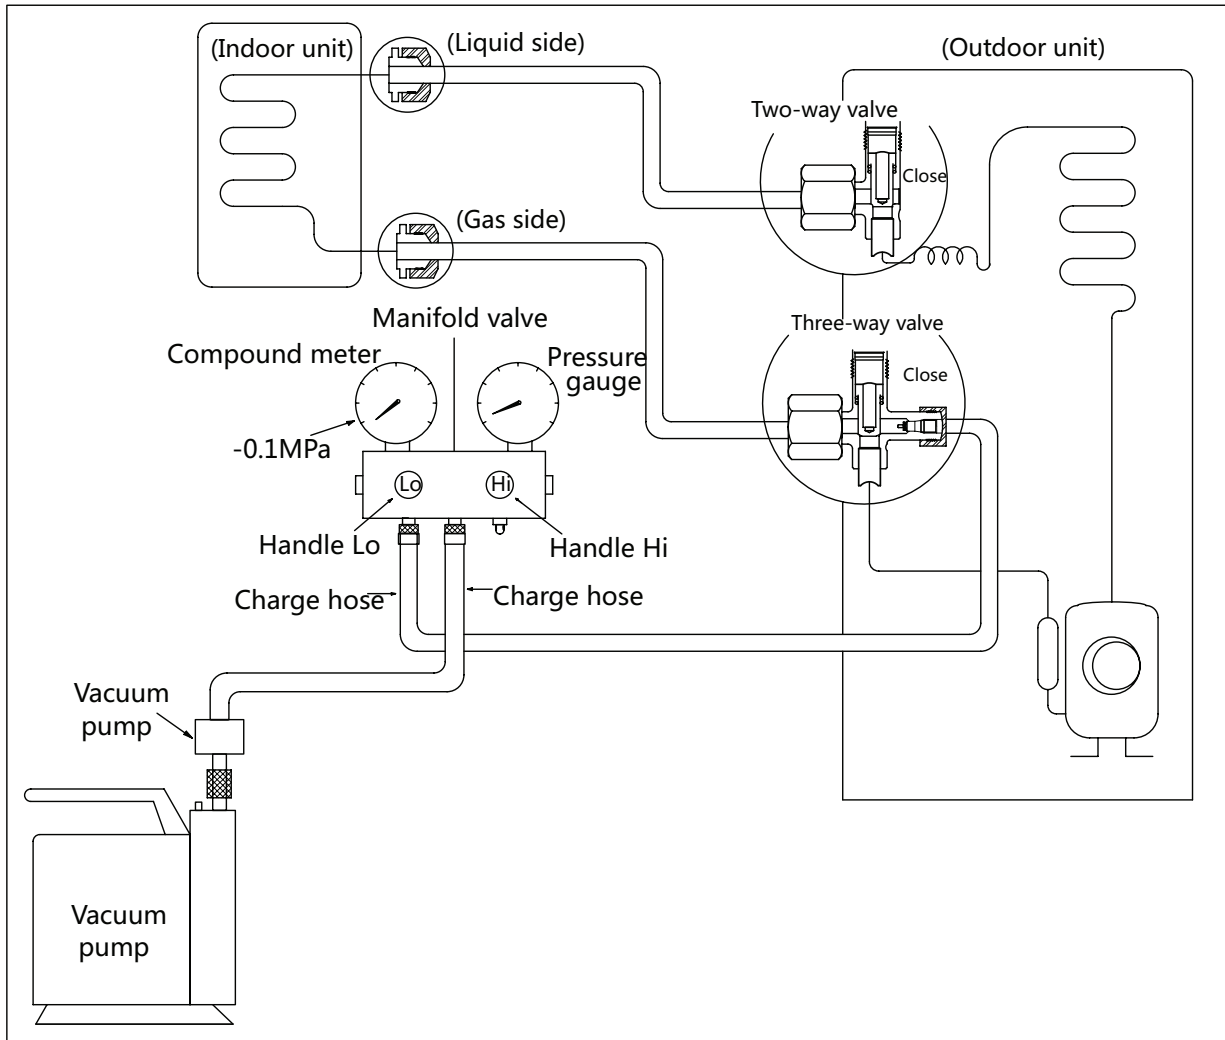 (Indoor unit)
(Liquid side)
(Outdoor unit)
Two-way valve
Close
(Gas side)
Manifold valve
Three-way valve
Compound meter
Pressure
gauge
Close
-0.1MPa
Lo
Hi
Handle Lo
Handle Hi
Charge hose
Charge hose
Vacuum
pump
Vacuum
pump